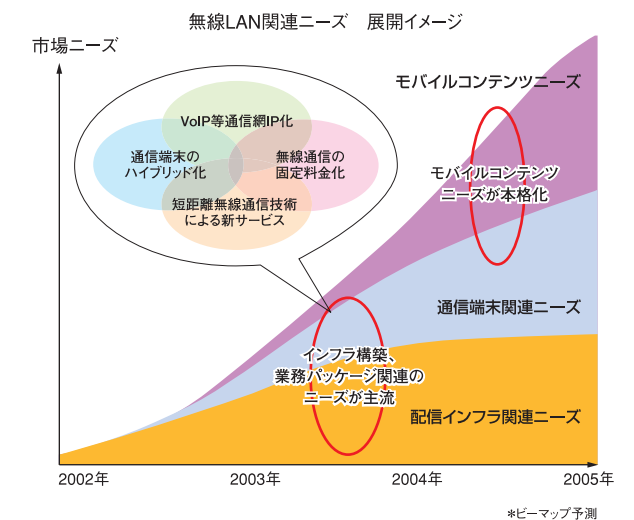 無線LAN関連ニーズ　展開イメージ
市場ニーズ
モバイルコンテンツニーズ
VoIP等通信網IP化
通信端末の
ハイブリッド化
無線通信の
固定料金化
短距離無線通信技術
による新サービス
モバイルコンテンツ
ニーズが本格化
通信端末関連ニーズ
インフラ構築、
業務パッケージ関連の
ニーズが主流
配信インフラ関連ニーズ
2002年
2003年
2004年
2005年
*ビーマップ予測